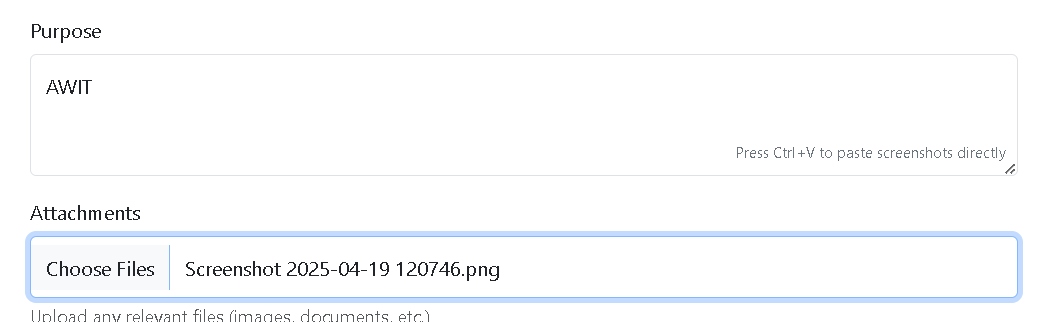 Purpose
AWIT
Press Ctrl+V to paste screenshots directly
Attachments
Choose Files Screenshot 2025-04-19 120746.png
Upload any relevant files (images, documents, etc.)